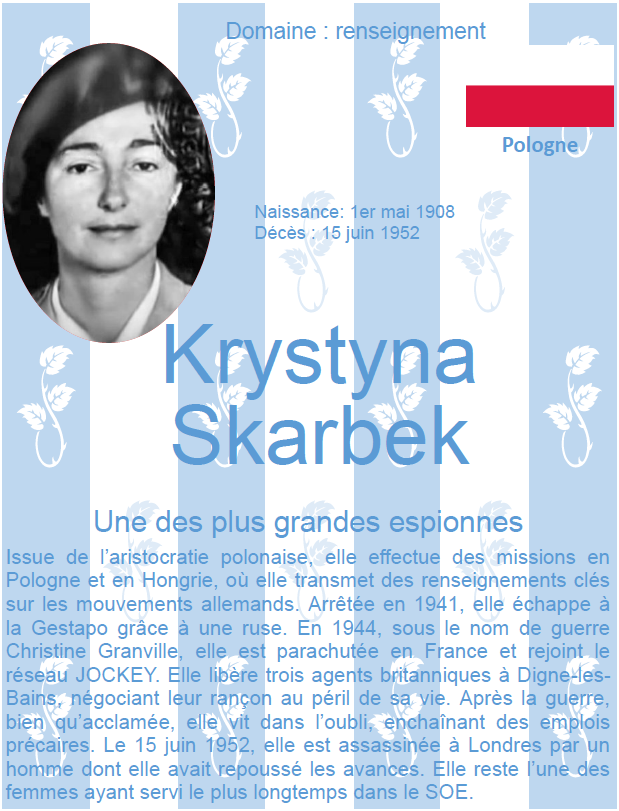 Domaine : renseignement
Pologne
Naissance: 1er mai 1908
Décès : 15 juin 1952
Krystyna
Skarbek
Une des plus grandes espionnes
Issue de l’aristocratie polonaise, elle effectue des missions en
Pologne et en Hongrie, où elle transmet des renseignements clés
sur les mouvements allemands. Arrêtée en 1941, elle échappe à
la Gestapo grâce à une ruse. En 1944, sous le nom de guerre
Christine Granville, elle est parachutée en France et rejoint le
réseau JOCKEY. Elle libère trois agents britanniques à Digne-les-
Bains, négociant leur rançon au péril de sa vie. Après la guerre,
bien qu’acclamée, elle vit dans l’oubli, enchaînant des emplois
précaires. Le 15 juin 1952, elle est assassinée à Londres par un
homme dont elle avait repoussé les avances. Elle reste l’une des
femmes ayant servi le plus longtemps dans le SOE.